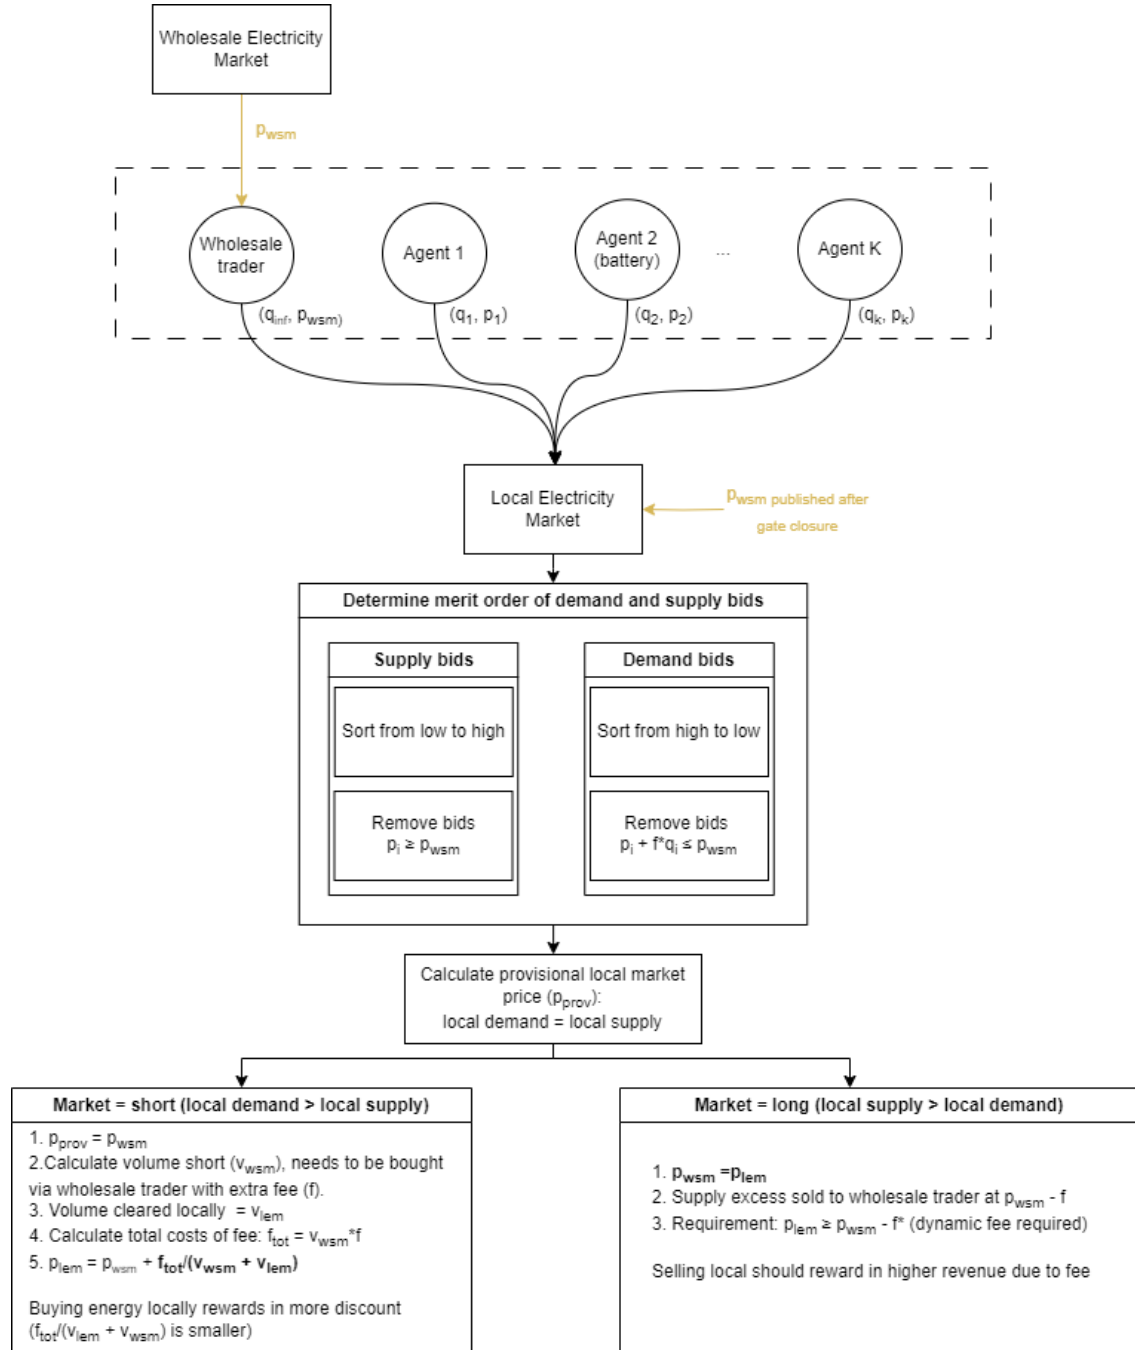 Wholesale Electricity
Market
pwsm
Wholesale
trader
Agent 1
Agent 2
(battery)
...
Agent K
(qinf, pwsm)
(q1, p1)
(q2, p2)
(qk, pk)
Local Electricity
Market
pwsm published after
gate closure
Determine merit order of demand and supply bids
Supply bids
Demand bids
Sort from low to high
Sort from high to low
Remove bids
pi ≥ pwsm
Remove bids
pi + f*qi ≤ pwsm
Calculate provisional local market
price (pprov):
local demand = local supply
Market = short (local demand > local supply)
1. pprov = pwsm
2.Calculate volume short (vwsm), needs to be bought
via wholesale trader with extra fee (f).
3. Volume cleared locally = vlem
4. Calculate total costs of fee: ftot = vwsm*f
5. plem = pwsm + ftot/(vwsm + vlem)
Buying energy locally rewards in more discount
(ftot/(vlem + vwsm) is smaller)
Market = long (local supply > local demand)
1. pwsm =plem
2. Supply excess sold to wholesale trader at pwsm - f
3. Requirement: plem ≥ pwsm - f* (dynamic fee required)
Selling local should reward in higher revenue due to fee